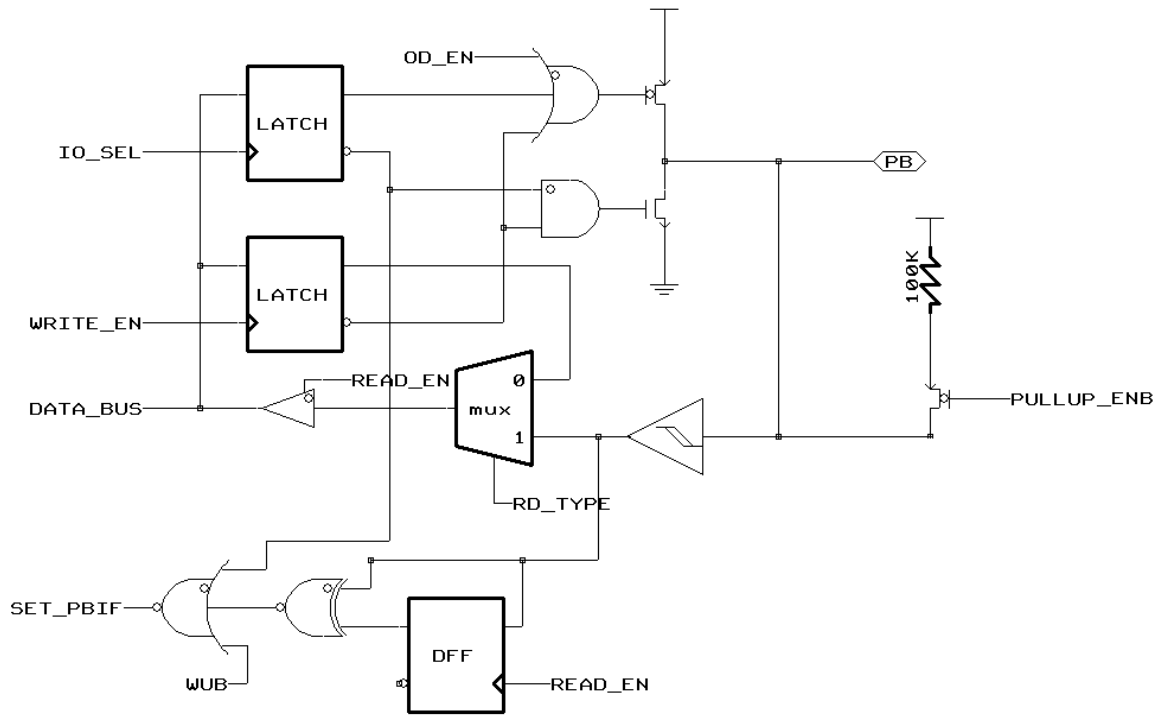 OD_EN
LATCH
IO_SEL
PB
LATCH
100K
WRITE_EN
READ_EN
0
DATA_BUS
mux
PULLUP_ENB
1
RD_TYPE
SET_PBIF
DFF
WUB
READ_EN